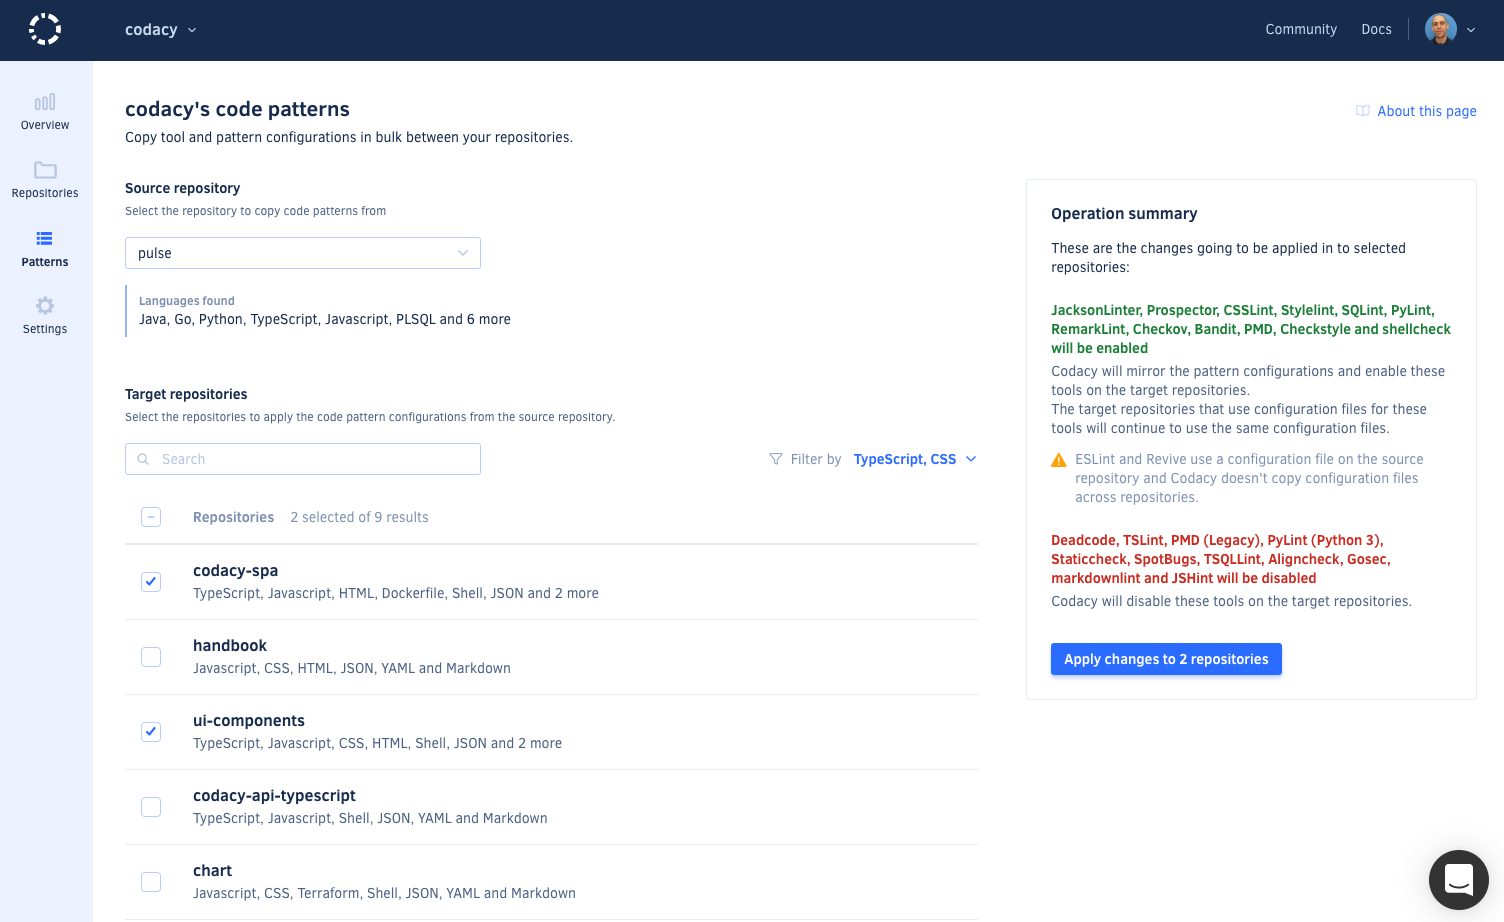 codacy
Community
Docs
Overview
Repositories
Patterns
Settings
codacy's code patterns
Copy tool and pattern configurations in bulk between your repositories.
About this page
Source repository
Select the repository to copy code patterns from
pulse
Languages found
Java, Go, Python, TypeScript, Javascript, PLSQL and 6 more
Target repositories
Select the repositories to apply the code pattern configurations from the source repository.
Search
Filter by TypeScript, CSS
Repositories 2 selected of 9 results
codacy-spa
TypeScript, Javascript, HTML, Dockerfile, Shell, JSON and 2 more
handbook
Javascript, CSS, HTML, JSON, YAML and Markdown
ui-components
TypeScript, Javascript, CSS, HTML, Shell, JSON and 2 more
codacy-api-typescript
TypeScript, Javascript, Shell, JSON, YAML and Markdown
chart
Javascript, CSS, Terraform, Shell, JSON, YAML and Markdown
Operation summary
These are the changes going to be applied in to selected
repositories:
JacksonLinter, Prospector, CSSLint, Stylelint, SQLint, PyLint,
RemarkLint, Checkov, Bandit, PMD, Checkstyle and shellcheck
will be enabled
Codacy will mirror the pattern configurations and enable these
tools on the target repositories.
The target repositories that use configuration files for these
tools will continue to use the same configuration files.
ESLint and Revive use a configuration file on the source
repository and Codacy doesn't copy configuration files
across repositories.
Deadcode, TSLint, PMD (Legacy), PyLint (Python 3),
Staticcheck, SpotBugs, TSQLLint, Aligncheck, Gosec,
markdownlint and JSHint will be disabled
Codacy will disable these tools on the target repositories.
Apply changes to 2 repositories